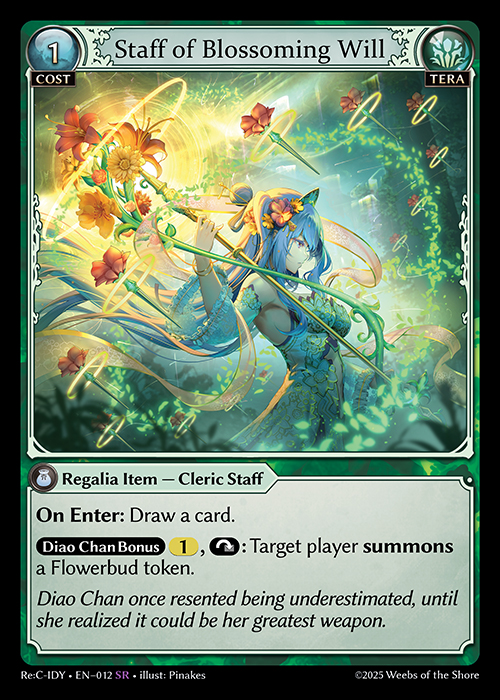 1
Staff of Blossoming Will
COST
TERA
Regalia Item — Cleric Staff
On Enter: Draw a card.
Diao Chan Bonus 1 , : Target player summons
a Flowerbud token.
Diao Chan once resented being underestimated, until
she realized it could be her greatest weapon.
Re:C-IDY • EN-012 SR • illust: Pinakes
©2025 Weebs of the Shore